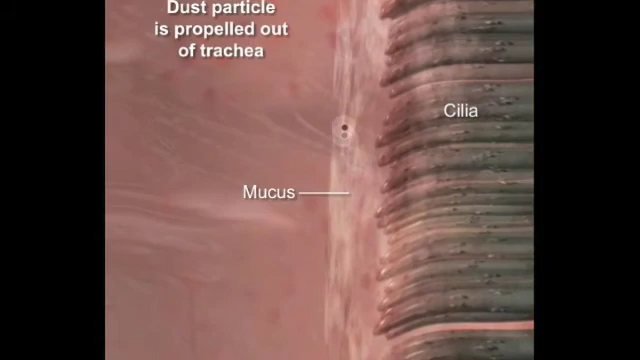 Dust particle
is propelled out
of trachea
Cilia
Mucus